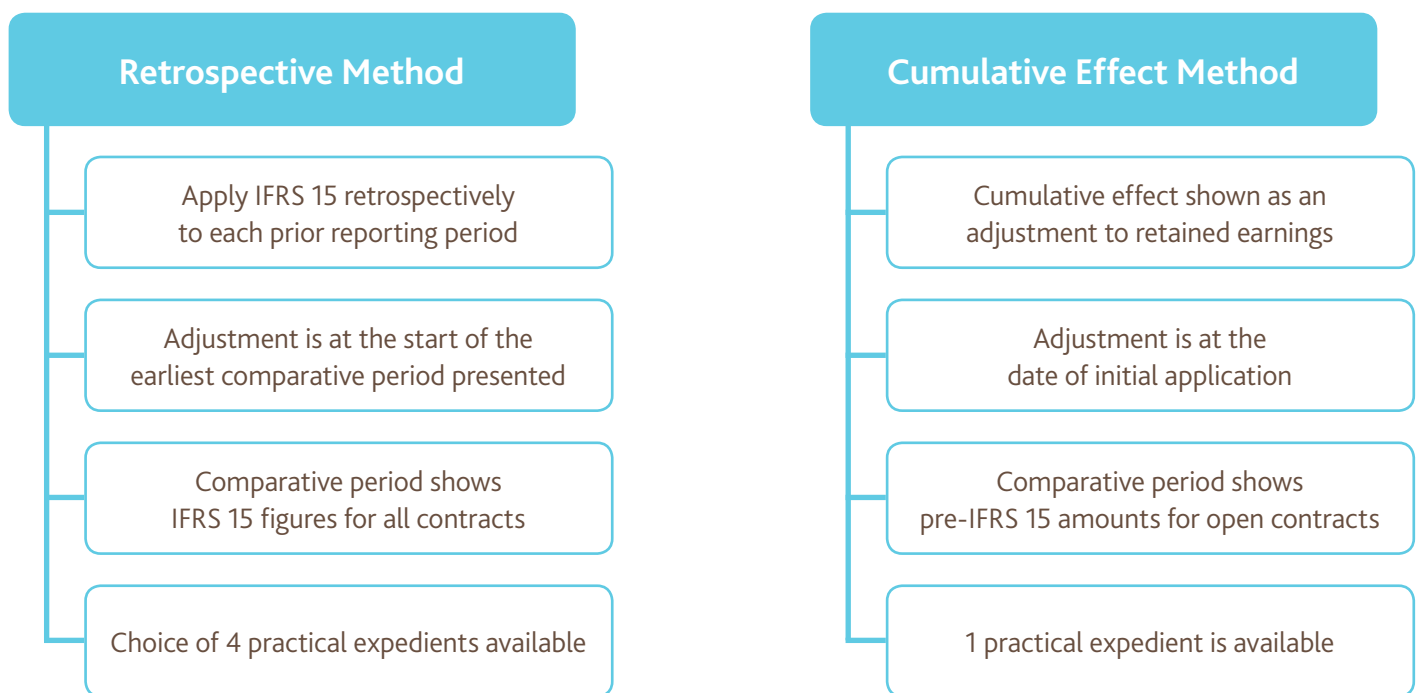 Retrospective Method
Apply IFRS 15 retrospectively
to each prior reporting period
Adjustment is at the start of the
earliest comparative period presented
Comparative period shows
IFRS 15 figures for all contracts
Choice of 4 practical expedients available
Cumulative Effect Method
Cumulative effect shown as an
adjustment to retained earnings
Adjustment is at the
date of initial application
Comparative period shows
pre-IFRS 15 amounts for open contracts
1 practical expedient is available